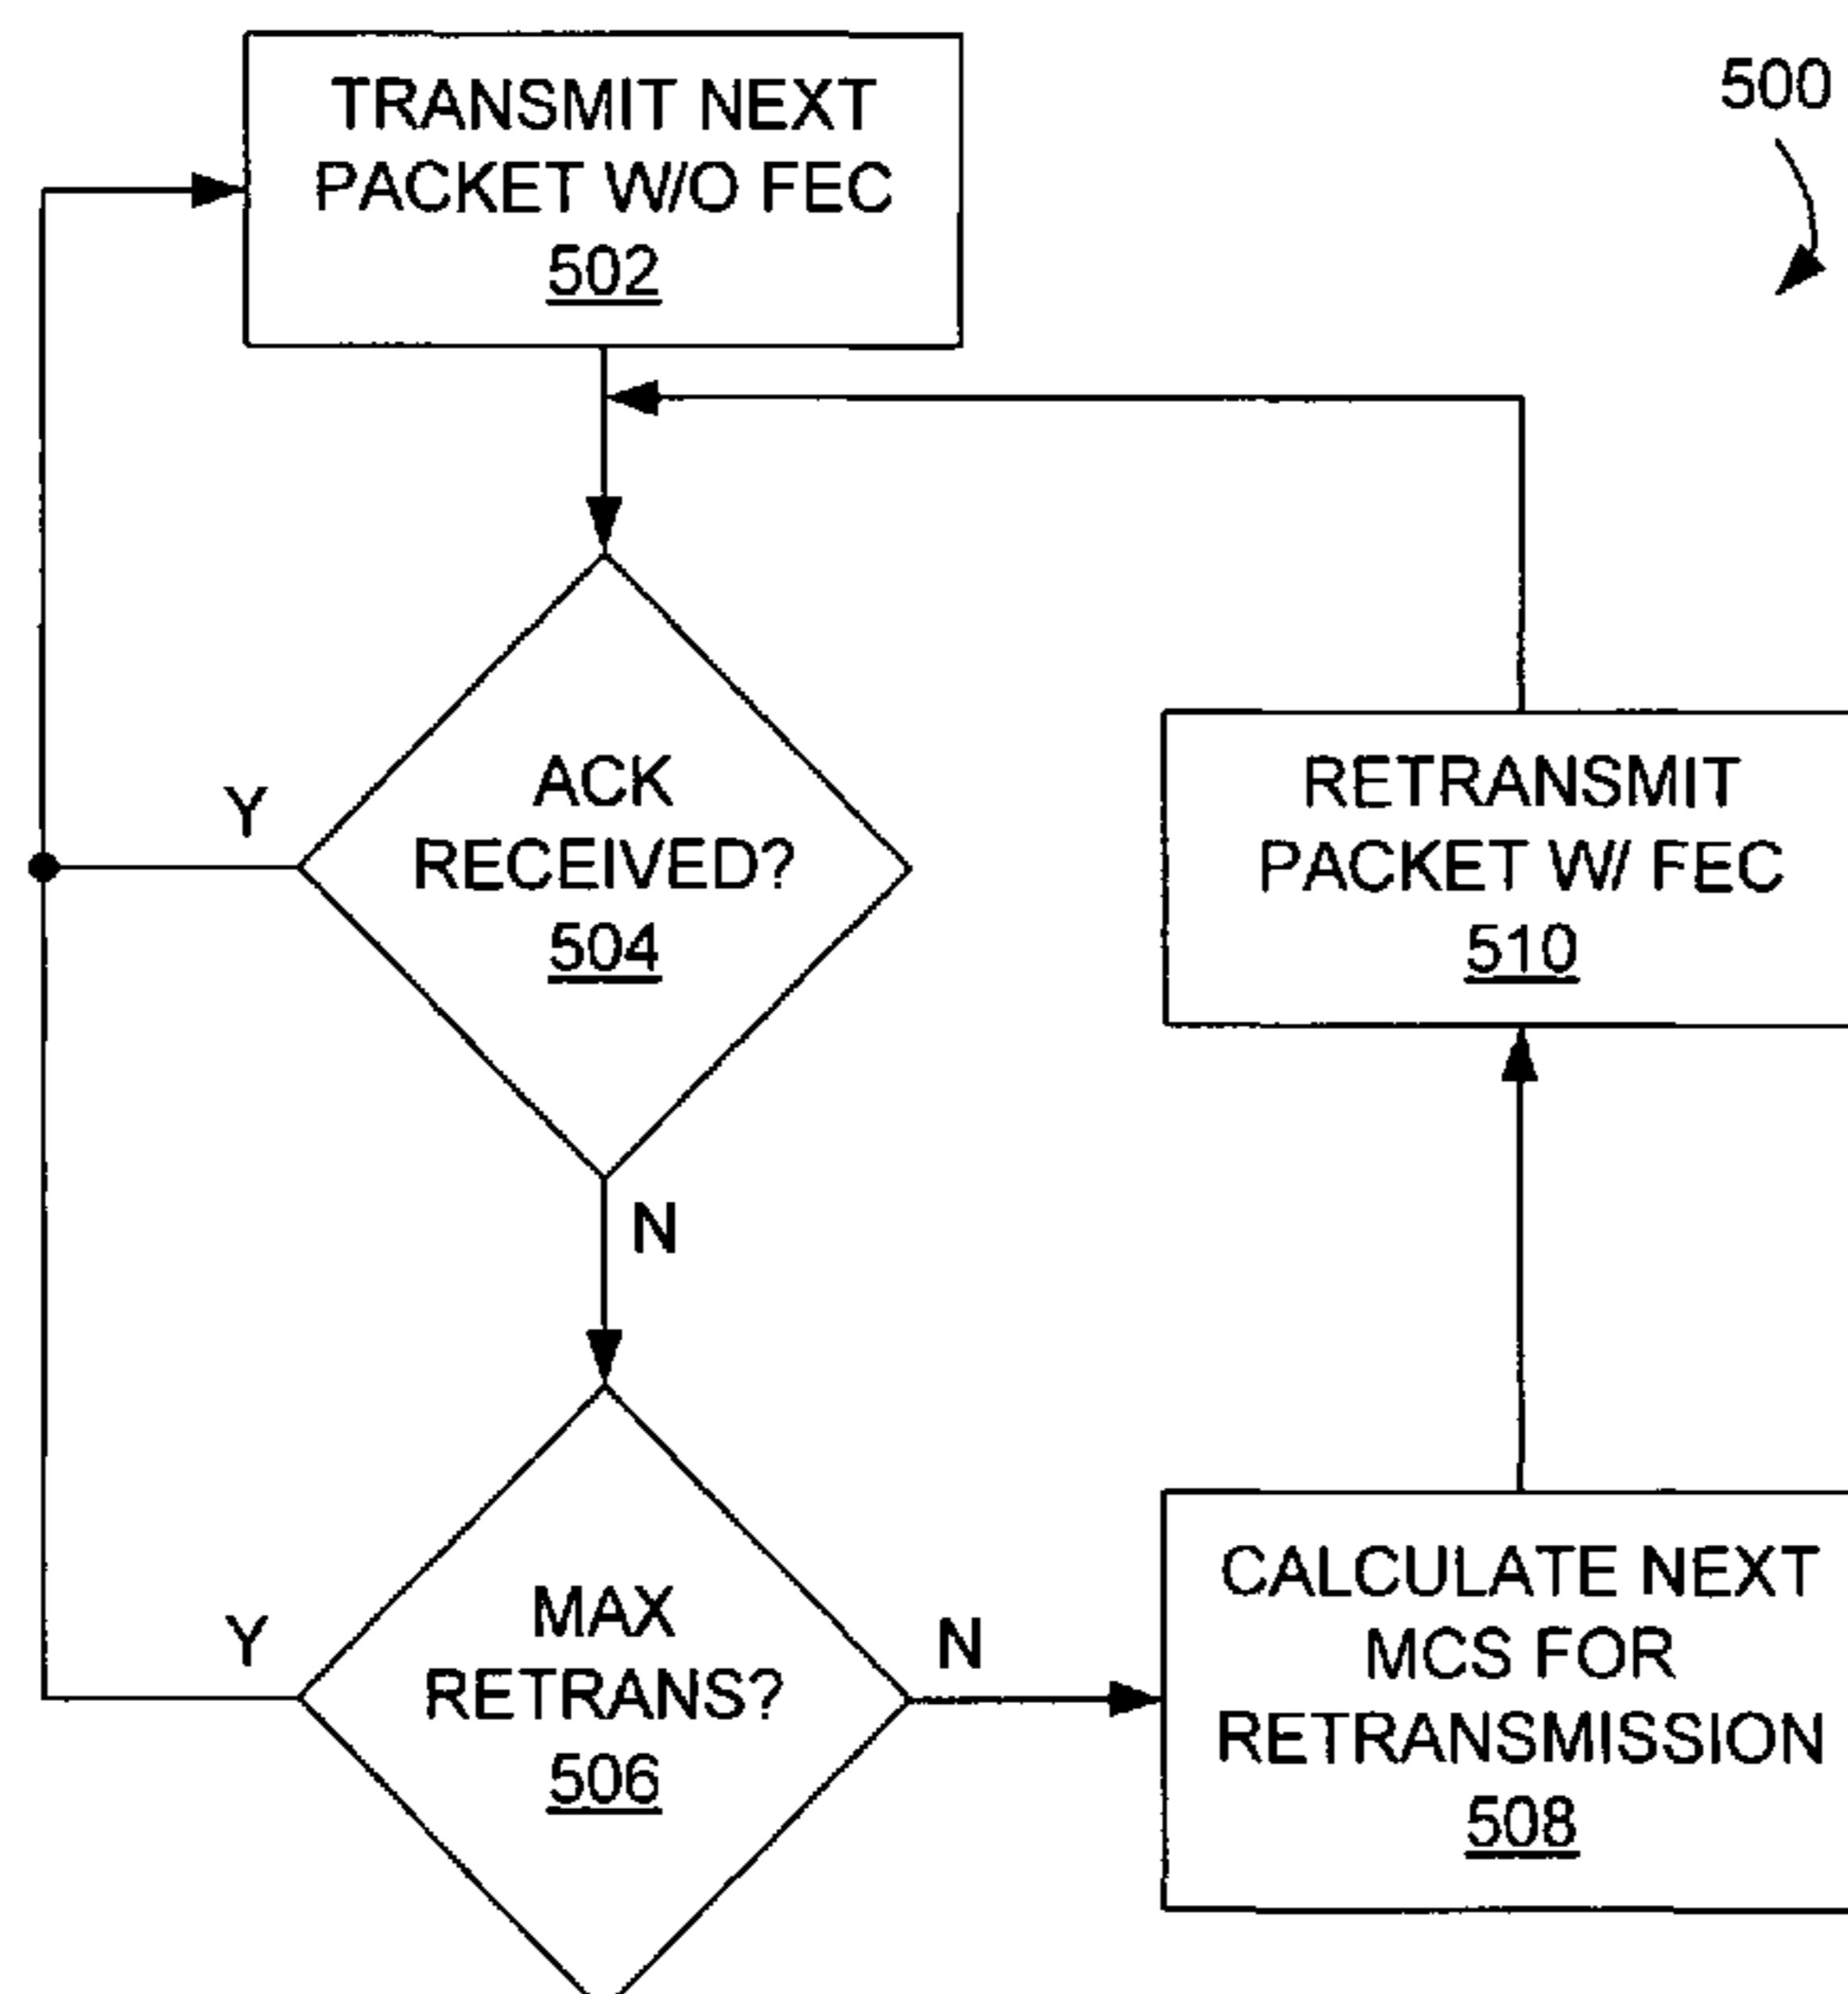 500
TRANSMIT NEXT
PACKET W/O FEC
502
ACK
RECEIVED?
504
Y
N
RETRANSMIT
PACKET W/ FEC
510
MAX
RETRANS?
506
Y
N
CALCULATE NEXT
MCS FOR
RETRANSMISSION
508